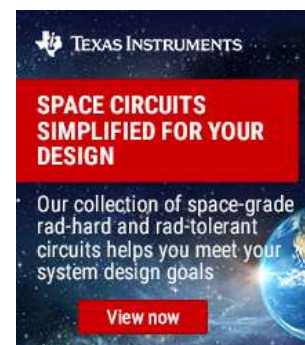 TEXAS INSTRUMENTS
SPACE CIRCUITS
SIMPLIFIED FOR YOUR
DESIGN
Our collection of space-grade
rad-hard and rad-tolerant
circuits helps you meet your
system design goals
View now